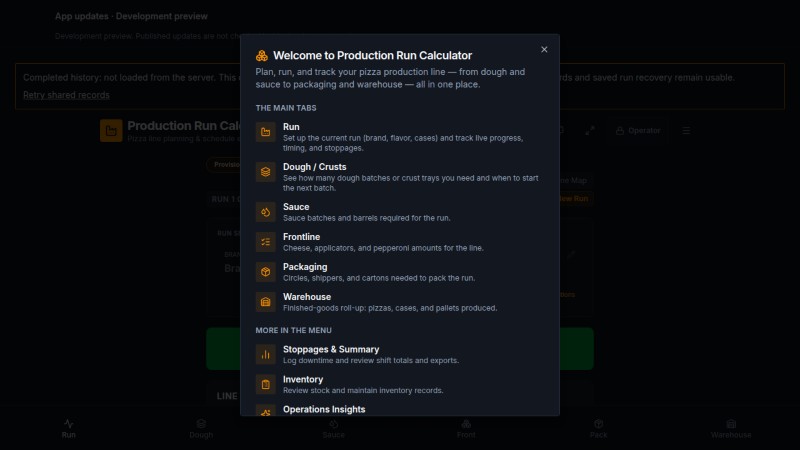 App updates · Development preview
Development preview. Published updates are not che
Completed history: not loaded from the server. This
rds and saved run recovery remain usable.
Retry shared records
Production Run Cal
Pizza line planning & schedule
Operator
Provisio
Line Map
RUN 1
New Run
Welcome to Production Run Calculator
Plan, run, and track your pizza production line — from dough and
sauce to packaging and warehouse — all in one place.
THE MAIN TABS
Run
Set up the current run (brand, flavor, cases) and track live progress,
timing, and stoppages.
Dough / Crusts
See how many dough batches or crust trays you need and when to start
the next batch.
Sauce
Sauce batches and barrels required for the run.
Frontline
Cheese, applicators, and pepperoni amounts for the line.
Packaging
Circles, shippers, and cartons needed to pack the run.
Warehouse
Finished-goods roll-up: pizzas, cases, and pallets produced.
MORE IN THE MENU
Stoppages & Summary
Log downtime and review shift totals and exports.
Inventory
Review stock and maintain inventory records.
Operations Insights
RUN SE
BRA
Bra
LINE
Run
Dough
Sauce
Front
Pack
Warehouse